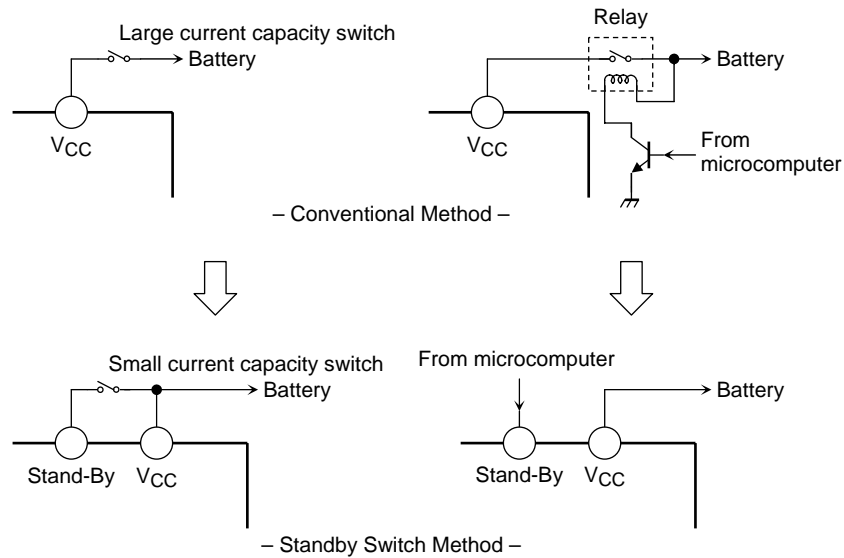 Large current capacity switch
Battery
VCC
Relay
Battery
VCC
From
microcomputer
– Conventional Method –
Small current capacity switch
Battery
Stand-By
VCC
From microcomputer
Battery
Stand-By
VCC
– Standby Switch Method –